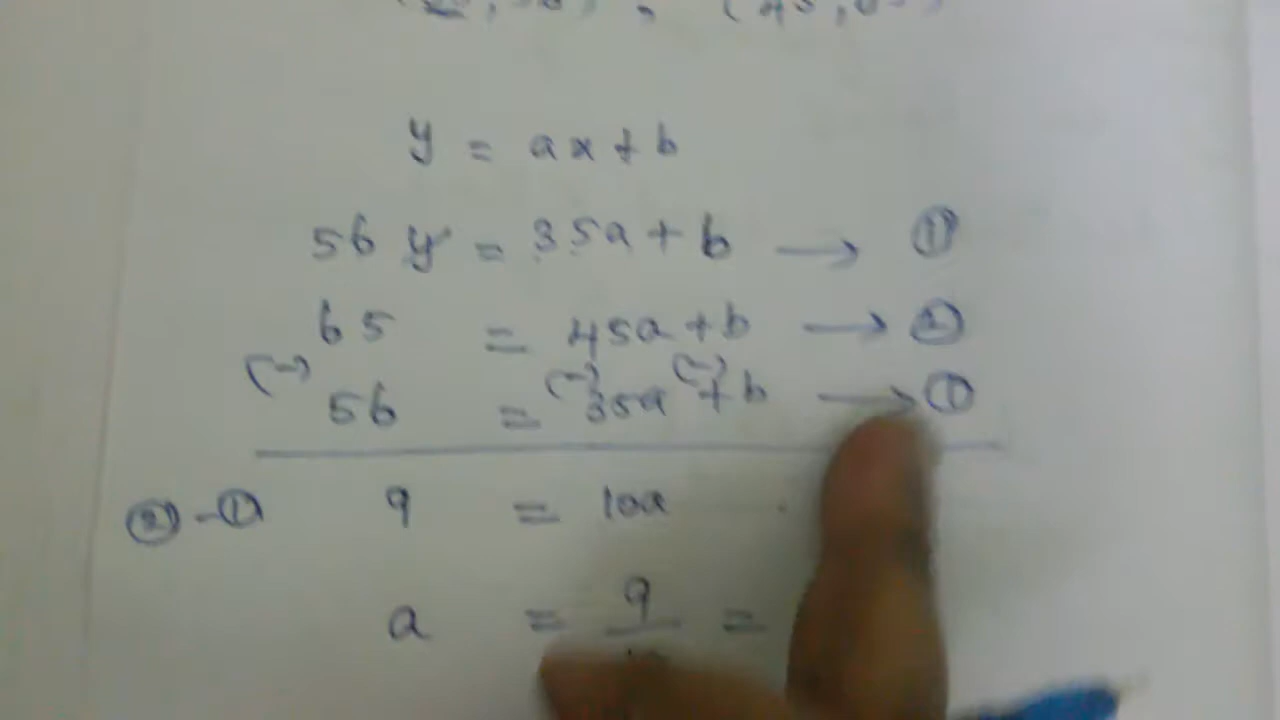 y = ax + b
56 y = 35a + b → ①
65 = 45a + b → ②
(-) 56 = (-) 35a (-) + b → ①
② - ① 9 = 10a
a = 9 =